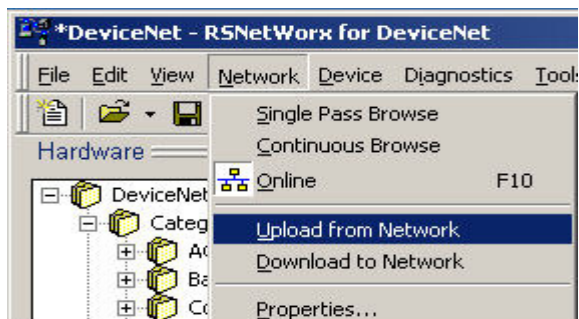 *DeviceNet - RSNetWorx for DeviceNet
File Edit View Network Device Diagnostics
Single Pass Browse
Hardware
Continuous Browse
Online F10
DeviceNet
Upload from Network
Download to Network
Properties...